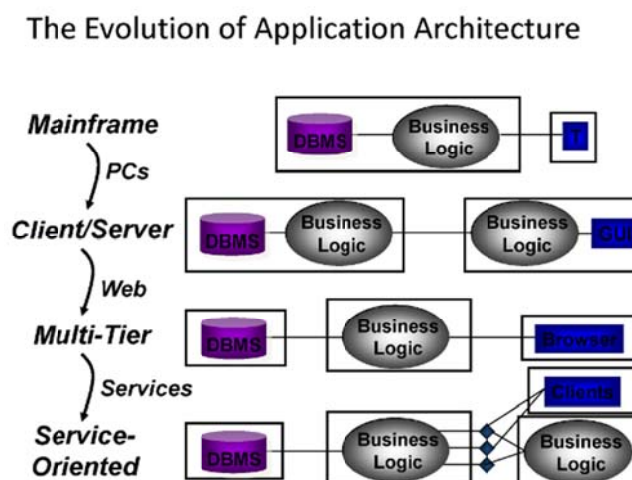 The Evolution of Application Architecture
Mainframe
DBMS
Business
Logic
T
PCs
Client/Server
DBMS
Business
Logic
Business
Logic
GUI
Web
Multi-Tier
DBMS
Business
Logic
Browser
Services
Clients
Service-
Oriented
DBMS
Business
Logic
Business
Logic